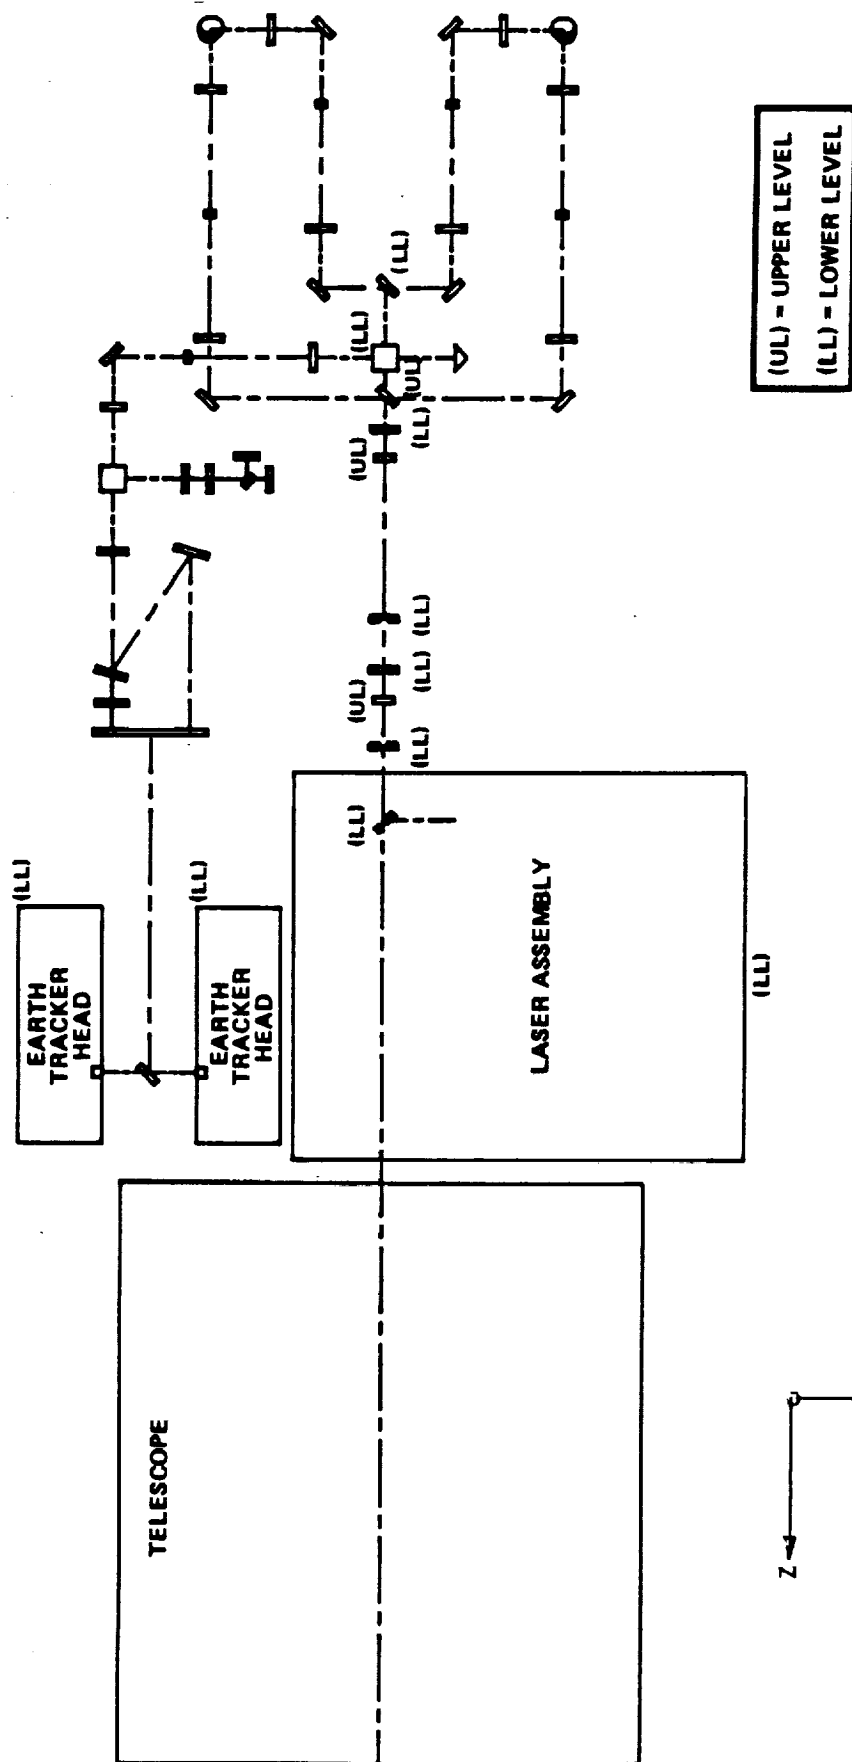 (LL)
(LL)
(UL)
(LL)
(UL)
(UL) = UPPER LEVEL
(LL) = LOWER LEVEL
(LL)
(LL)
(UL)
(LL)
(LL)
(LL)
(LL)
EARTH
TRACKER
HEAD
(LL)
EARTH
TRACKER
HEAD
LASER ASSEMBLY
(LL)
TELESCOPE
Z